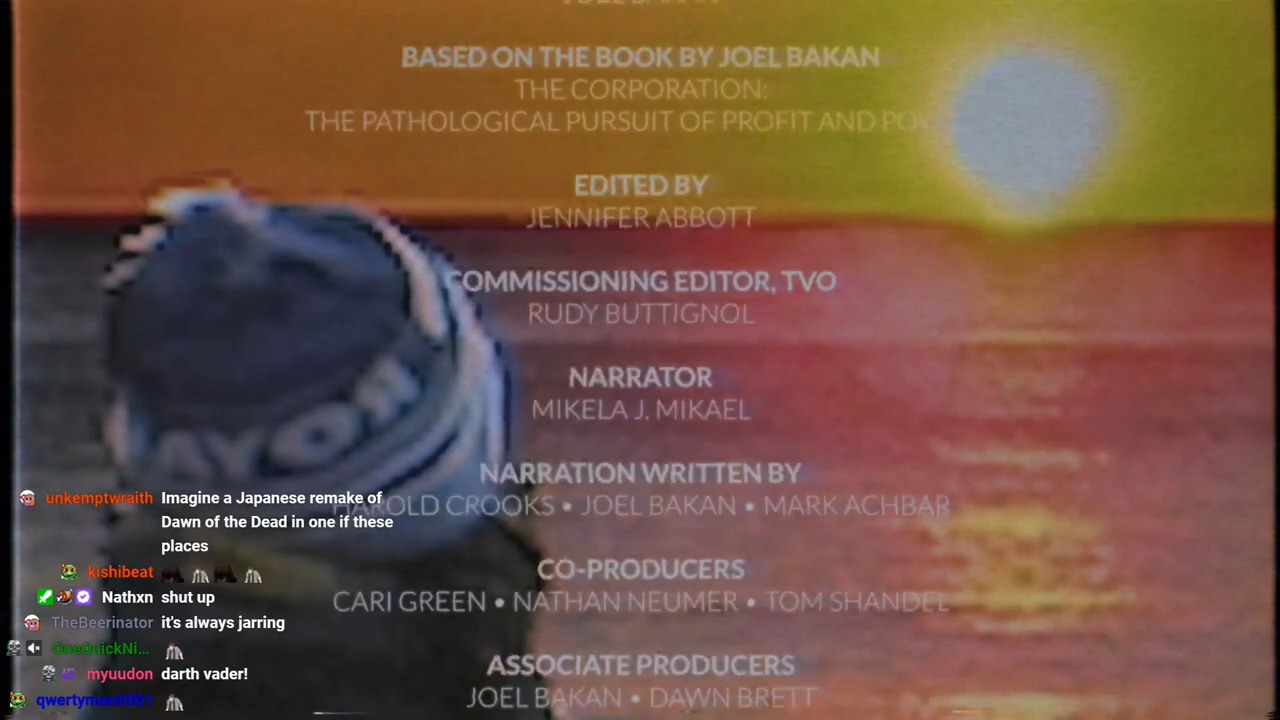 BASED ON THE BOOK BY JOEL BAKAN
THE CORPORATION:
THE PATHOLOGICAL PURSUIT OF PROFIT AND
EDITED BY
JENNIFER ABBOTT
COMMISSIONING EDITOR, TVO
RUDY BUTTIGNOL
NARRATOR
MIKELA J. MIKAEL
NARRATION WRITTEN BY
HAROLD CROOKS • JOEL BAKAN • MARK ACHBAR
CO-PRODUCERS
CARI GREEN • NATHAN NEUMER • TOM SHANDEL
ASSOCIATE PRODUCERS
JOEL BAKAN • DAWN BRETT
unkemptwraith Imagine a Japanese remake of
Dawn of the Dead in one if these
places
kishibeat
Nathxn shut up
TheBeerinator it's always jarring
OneQuickNi...
myuudon darth vader!
qwertyman0001